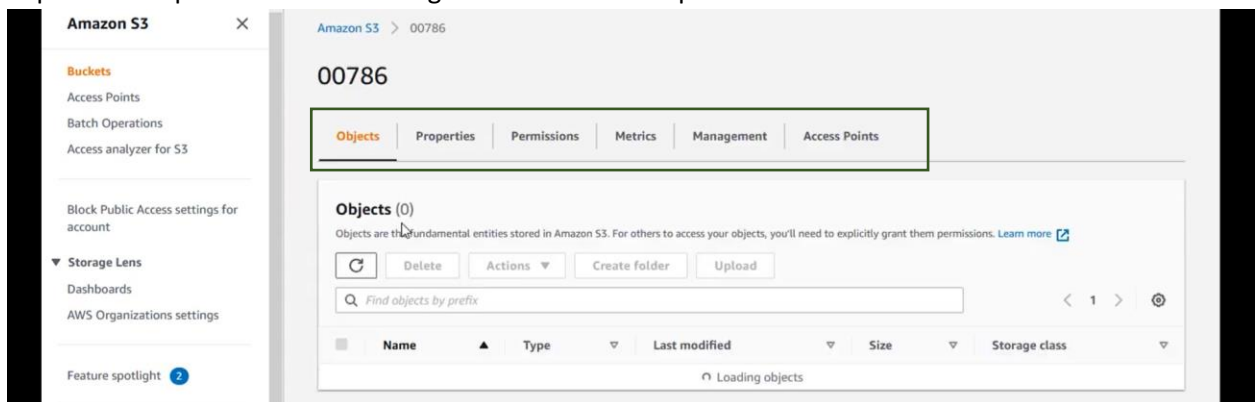 Amazon S3
Amazon S3 > 00786
Buckets
Access Points
Batch Operations
Access analyzer for S3
Block Public Access settings for
account
Storage Lens
Dashboards
AWS Organizations settings
Feature spotlight 2
00786
Objects Properties Permissions Metrics Management Access Points
Objects (0)
Objects are the fundamental entities stored in Amazon S3. For others to access your objects, you'll need to explicitly grant them permissions. Learn more
Delete Actions Create folder Upload
Find objects by prefix
< 1 >
Name Type Last modified Size Storage class
Loading objects